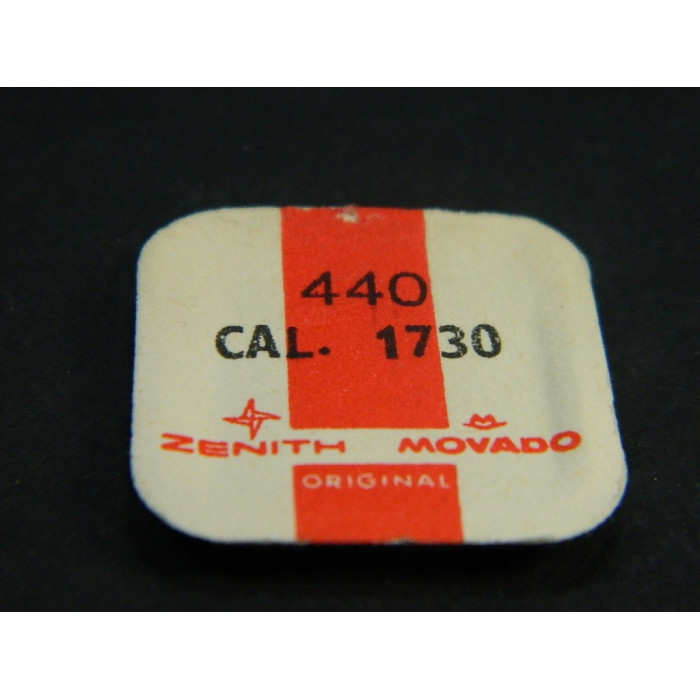 440
CAL. 1730
ZENITH MOVADO
ORIGINAL